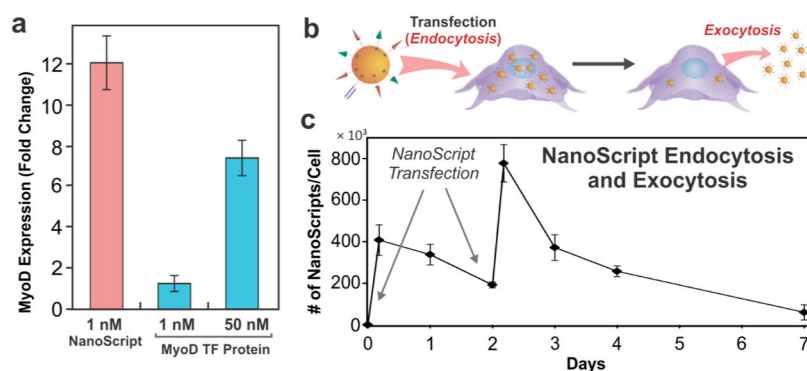 a
MyoD Expression (Fold Change)
12
10
8
6
4
2
0
1 nM
NanoScript
1 nM
50 nM
MyoD TF Protein
b
Transfection
(Endocytosis)
Exocytosis
c
× 10³
# of NanoScripts/Cell
800
600
400
200
0
NanoScript
Transfection
NanoScript Endocytosis
and Exocytosis
0 1 2 3 4 5 6 7
Days